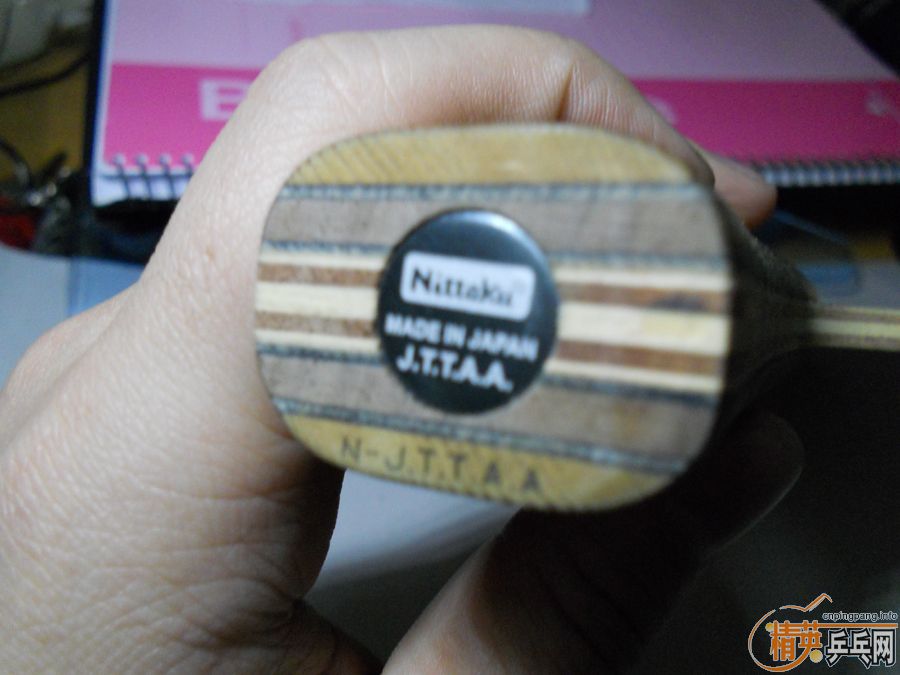 Nittaku
MADE IN JAPAN
J.T.T.A.A.
N-J.T.T.A.A
cnpingpang.info
精英乒乓网